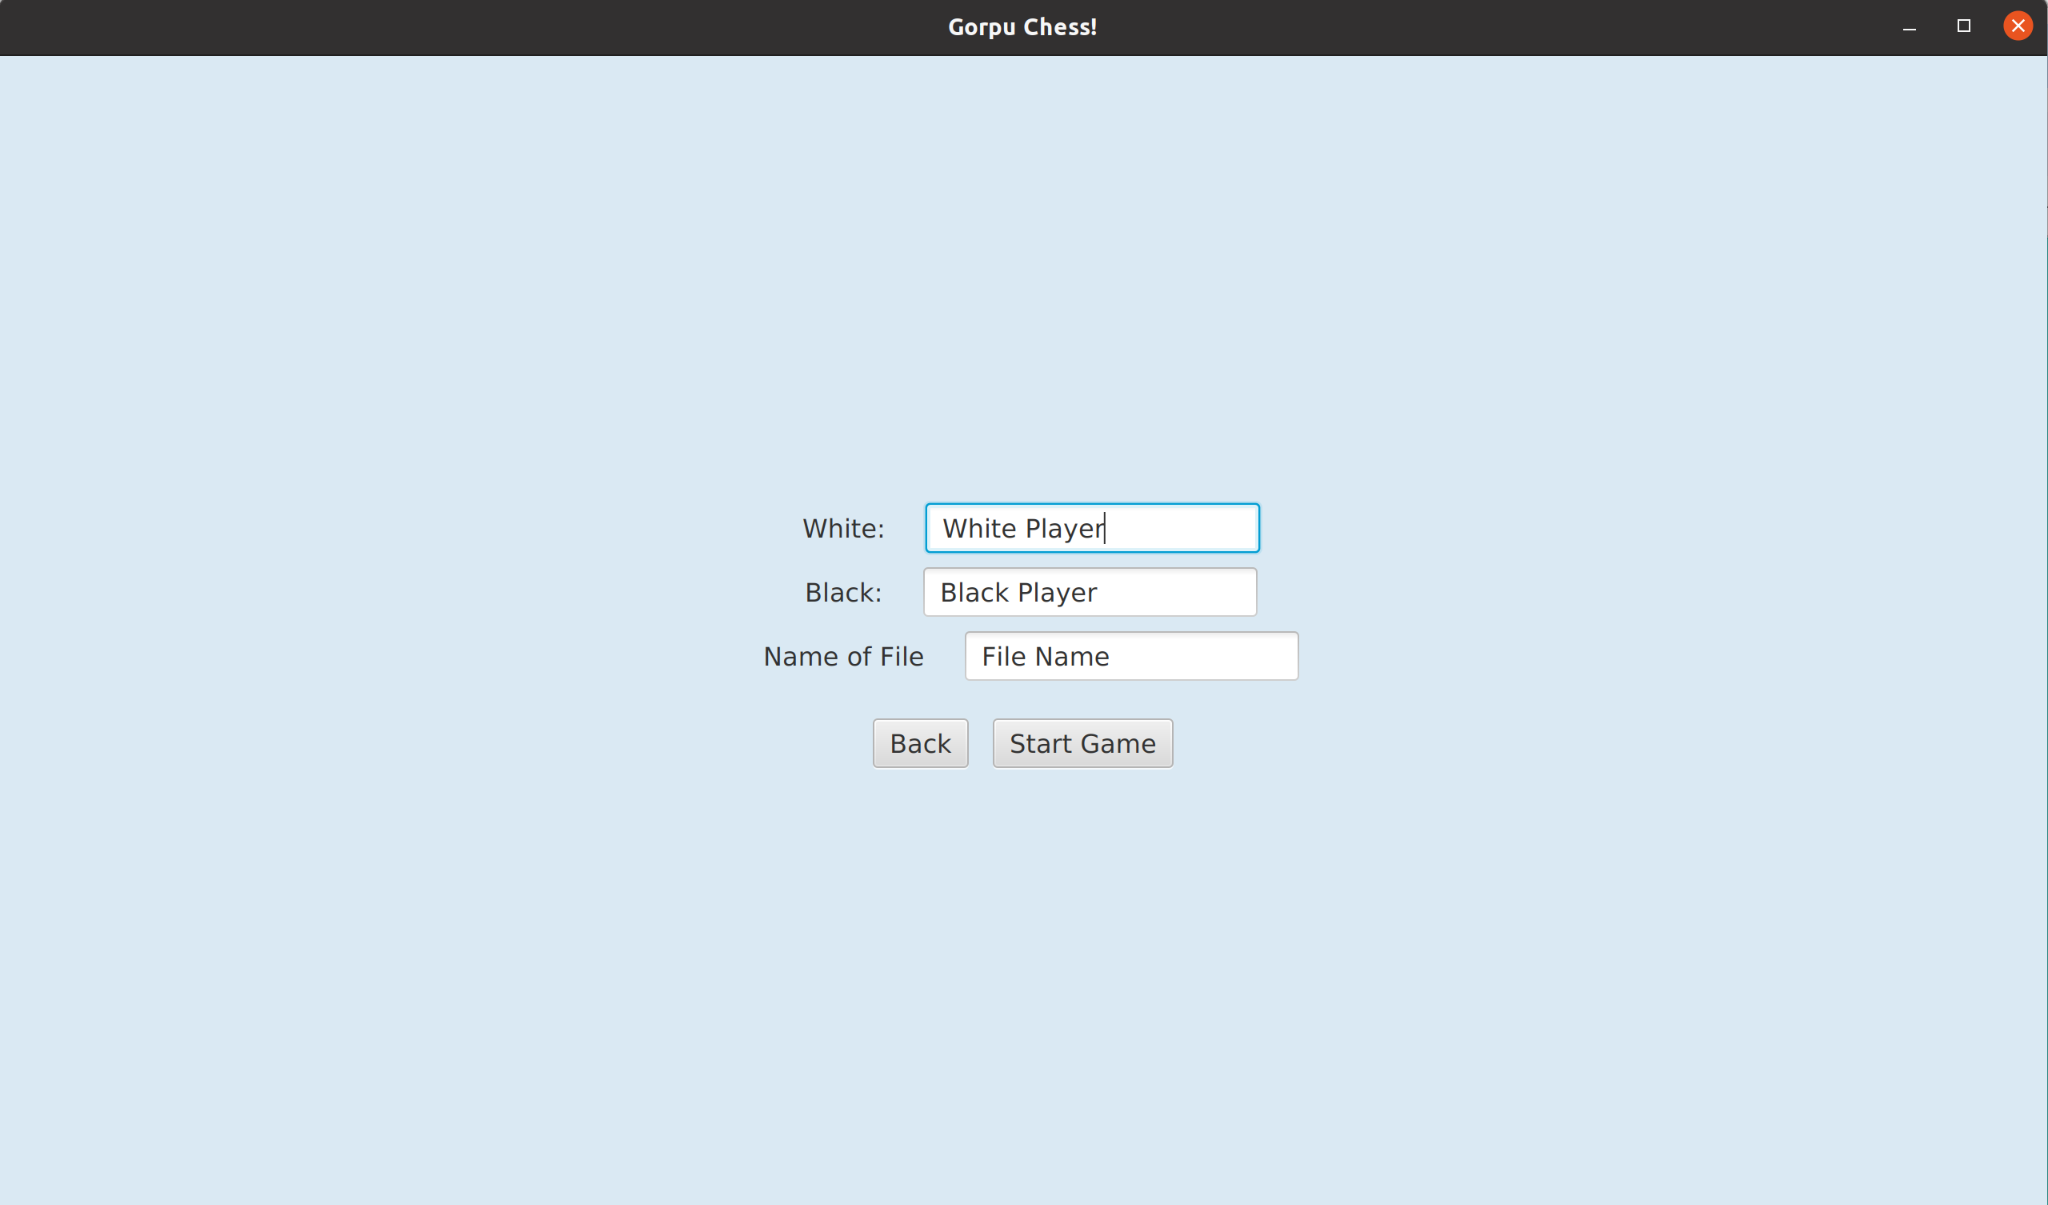 Gorpu Chess!
White: White Player
Black: Black Player
Name of File File Name
Back Start Game